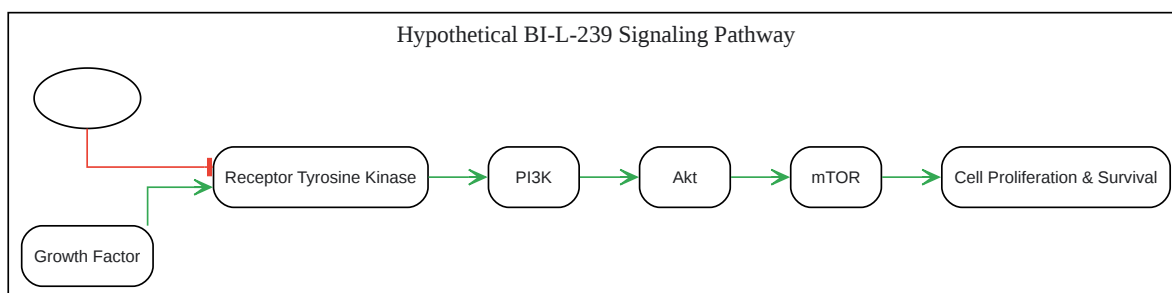 Hypothetical BI-L-239 Signaling Pathway
Receptor Tyrosine Kinase
PI3K
Akt
mTOR
Cell Proliferation & Survival
Growth Factor